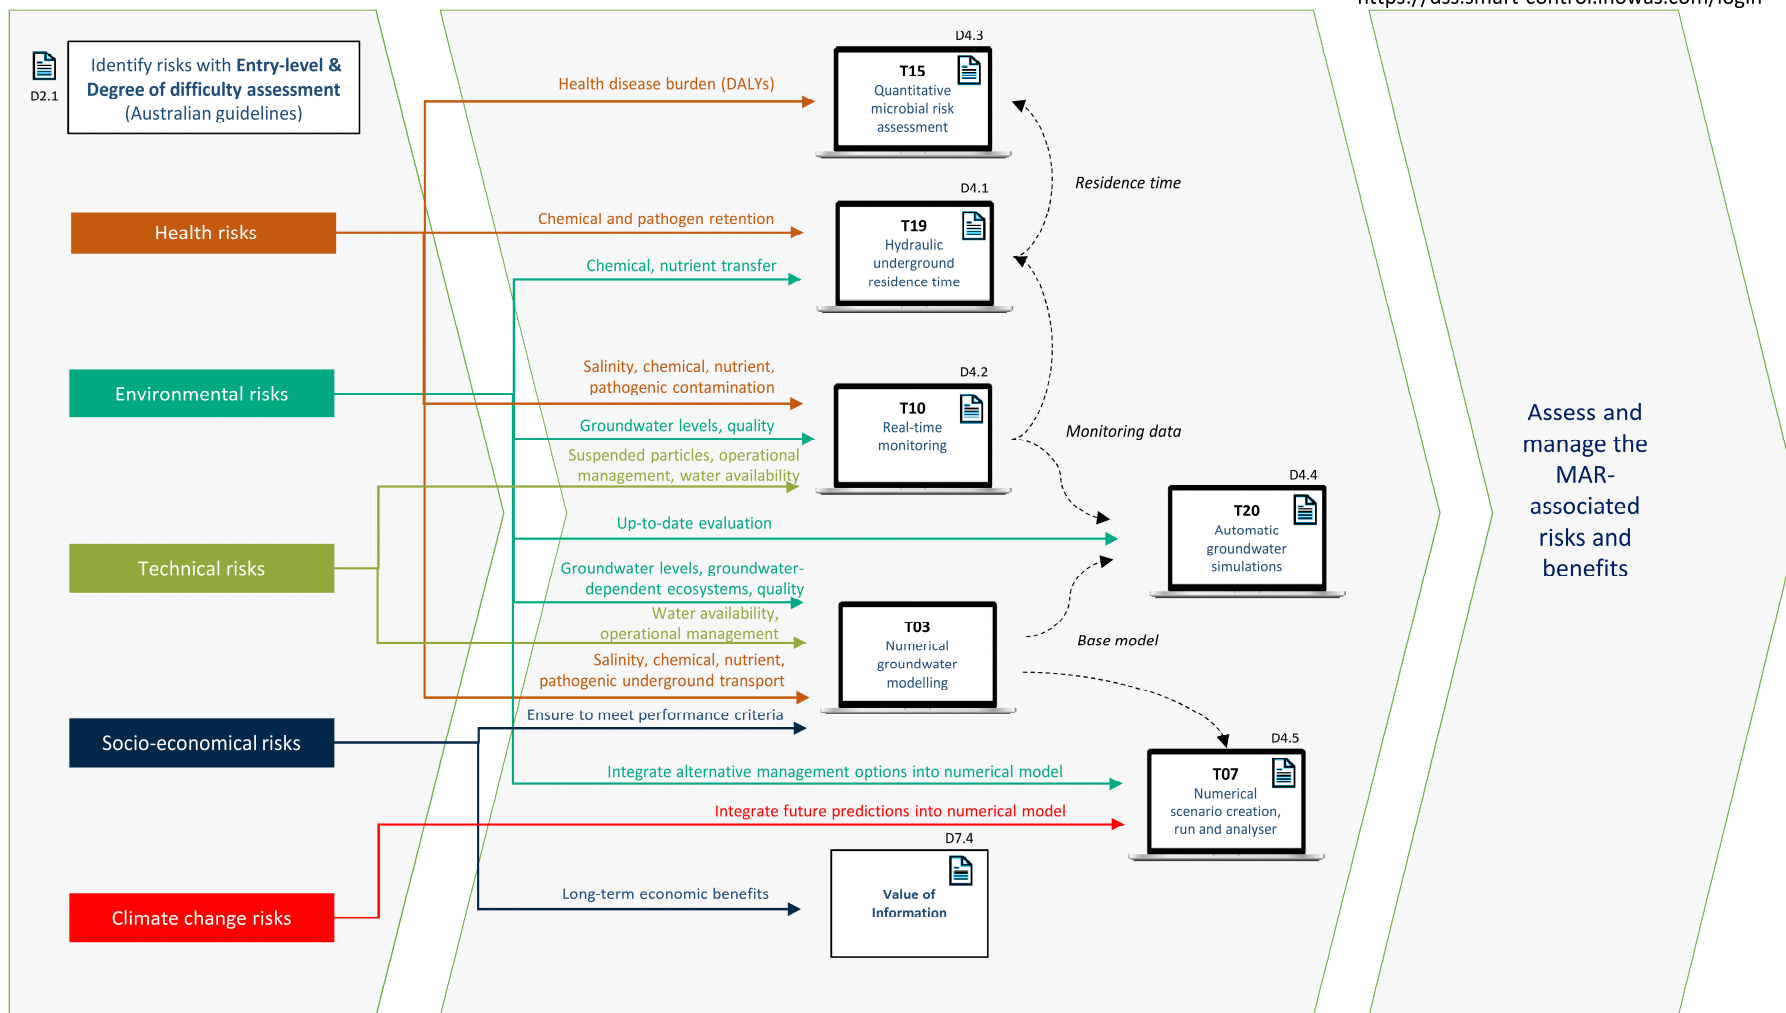 https://dss.smart-control.inowas.com/login
D2.1
Identify risks with Entry-level &
Degree of difficulty assessment
(Australian guidelines)
Health risks
Environmental risks
Technical risks
Socio-economical risks
Climate change risks
Health disease burden (DALYs)
Chemical and pathogen retention
Chemical, nutrient transfer
Salinity, chemical, nutrient,
pathogenic contamination
Groundwater levels, quality
Suspended particles, operational
management, water availability
Up-to-date evaluation
Groundwater levels, groundwater-
dependent ecosystems, quality
Water availability,
operational management
Salinity, chemical, nutrient,
pathogenic underground transport
Ensure to meet performance criteria
Integrate alternative management options into numerical model
Integrate future predictions into numerical model
Long-term economic benefits
D4.3
T15
Quantitative
microbial risk
assessment
D4.1
T19
Hydraulic
underground
residence time
D4.2
T10
Real-time
monitoring
T03
Numerical
groundwater
modelling
D7.4
Value of
Information
Residence time
Monitoring data
Base model
D4.4
T20
Automatic
groundwater
simulations
D4.5
T07
Numerical
scenario creation,
run and analyser
Assess and
manage the
MAR-
associated
risks and
benefits